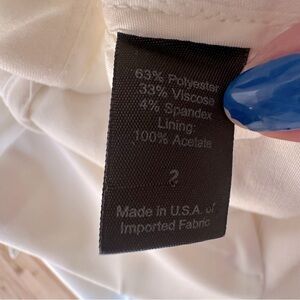 63% Polyester
33% Viscose
4% Spandex
Lining:
100% Acetate
2
Made in U.S.A. of
Imported Fabric